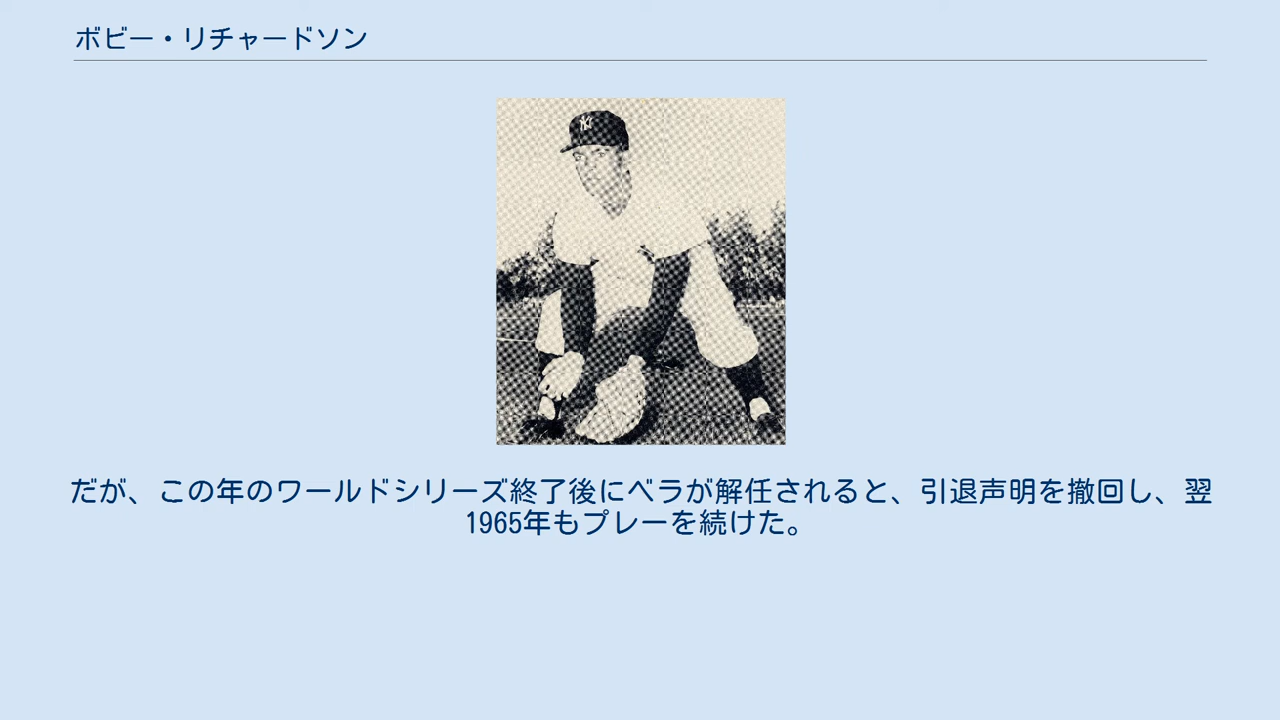 ボビー・リチャードソン
NY
だが、この年のワールドシリーズ終了後にベラが解任されると、引退声明を撤回し、翌
1965年もプレーを続けた。